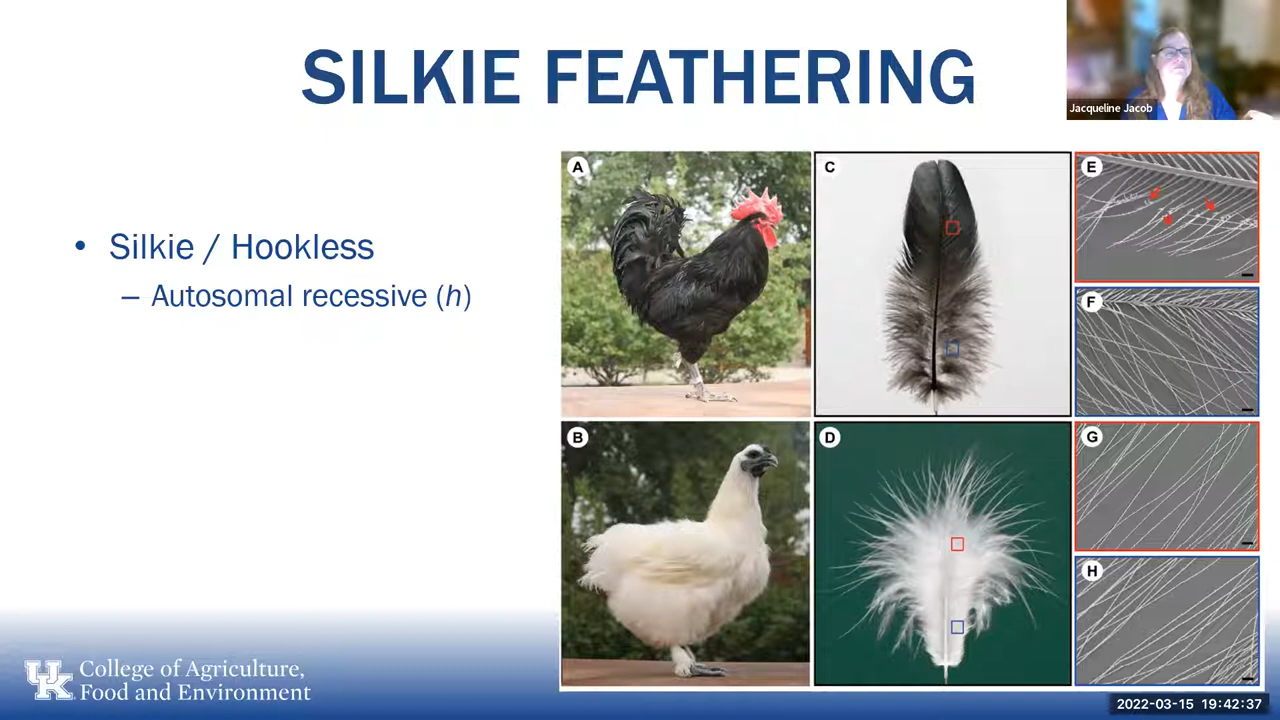 SILKIE FEATHERING
Jacqueline Jacob
• Silkie / Hookless
– Autosomal recessive (h)
A
C
E
F
B
D
G
H
UK
College of Agriculture,
Food and Environment
2022-03-15 19:42:37